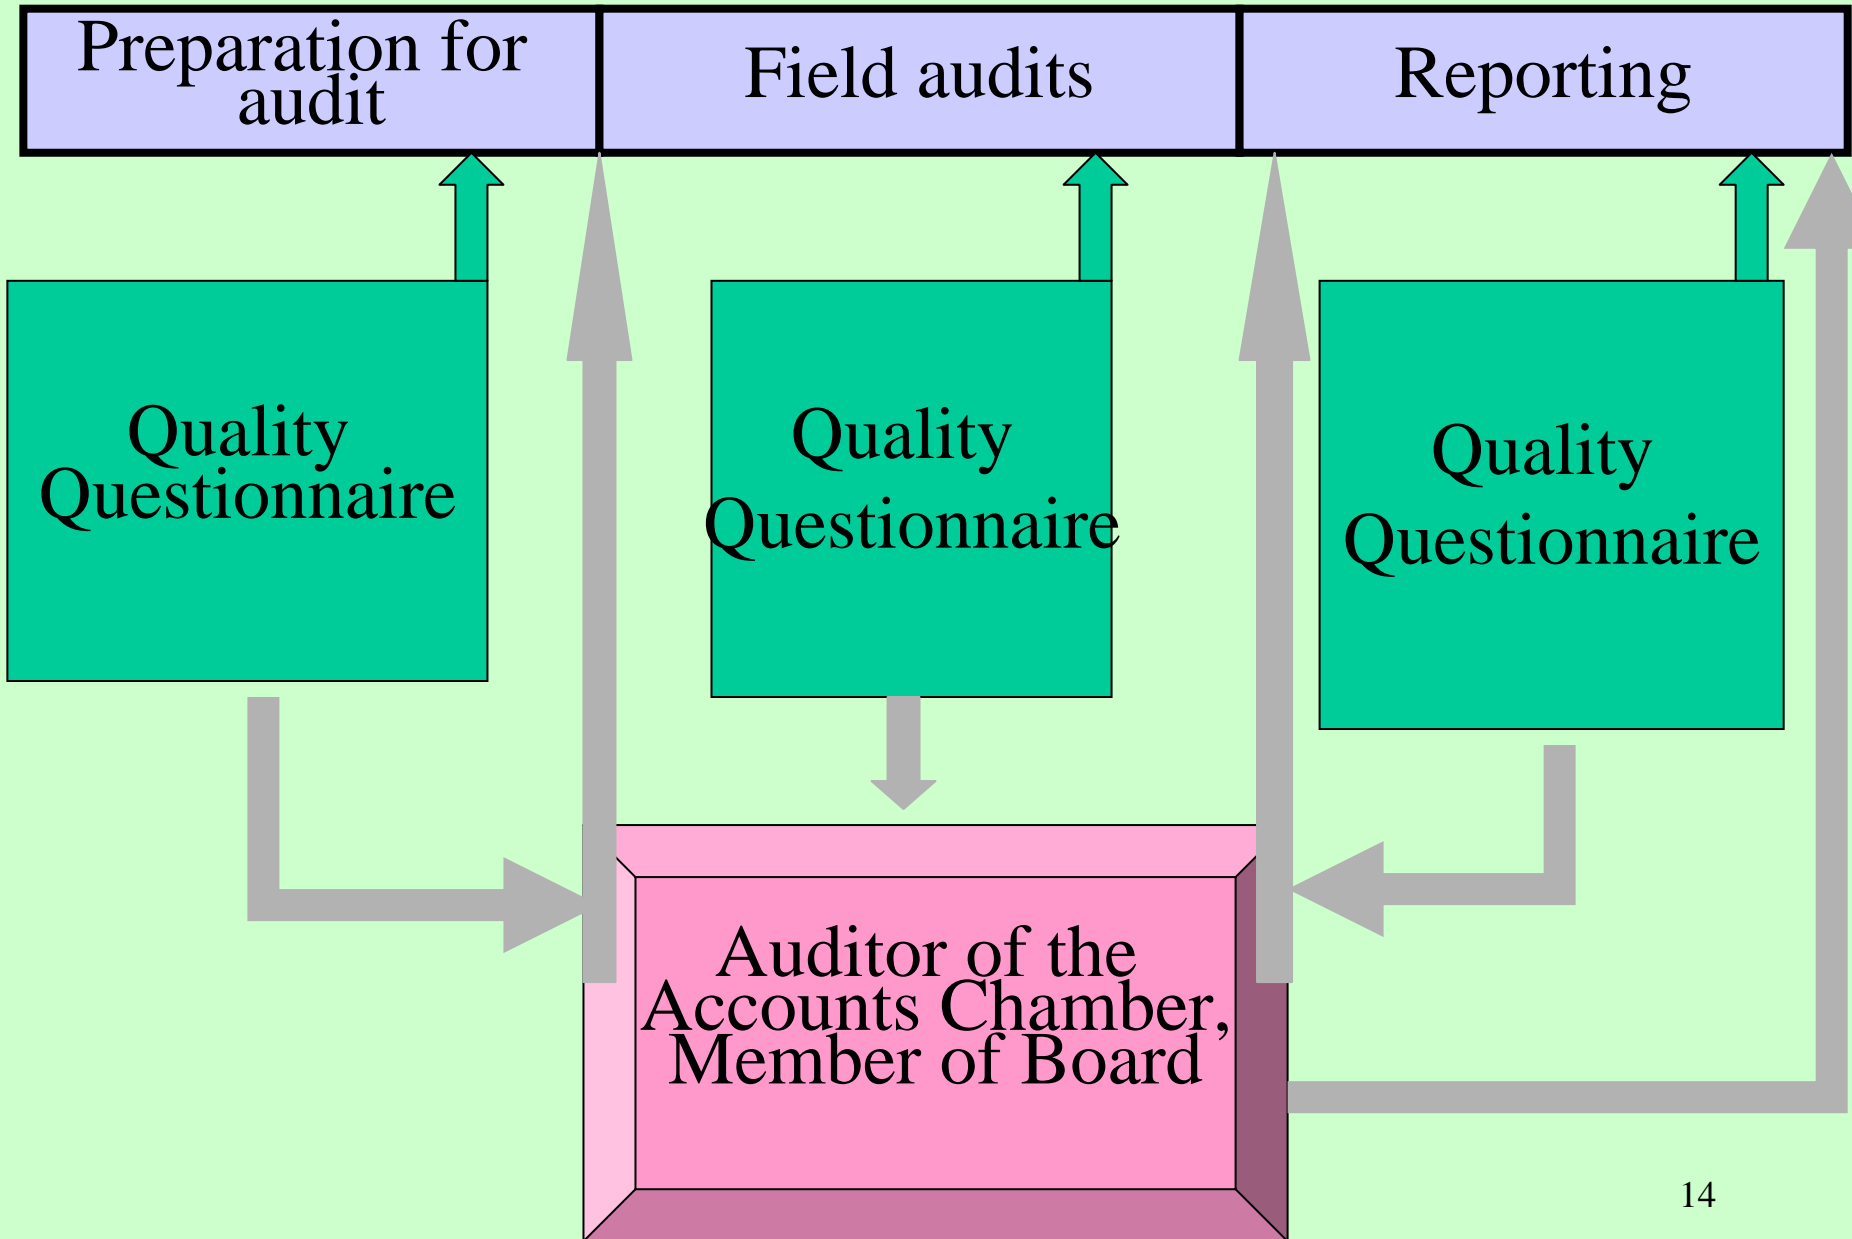 Preparation for
audit
Field audits
Reporting
Quality
Questionnaire
Quality
Questionnaire
Quality
Questionnaire
Auditor of the
Accounts Chamber,
Member of Board
14